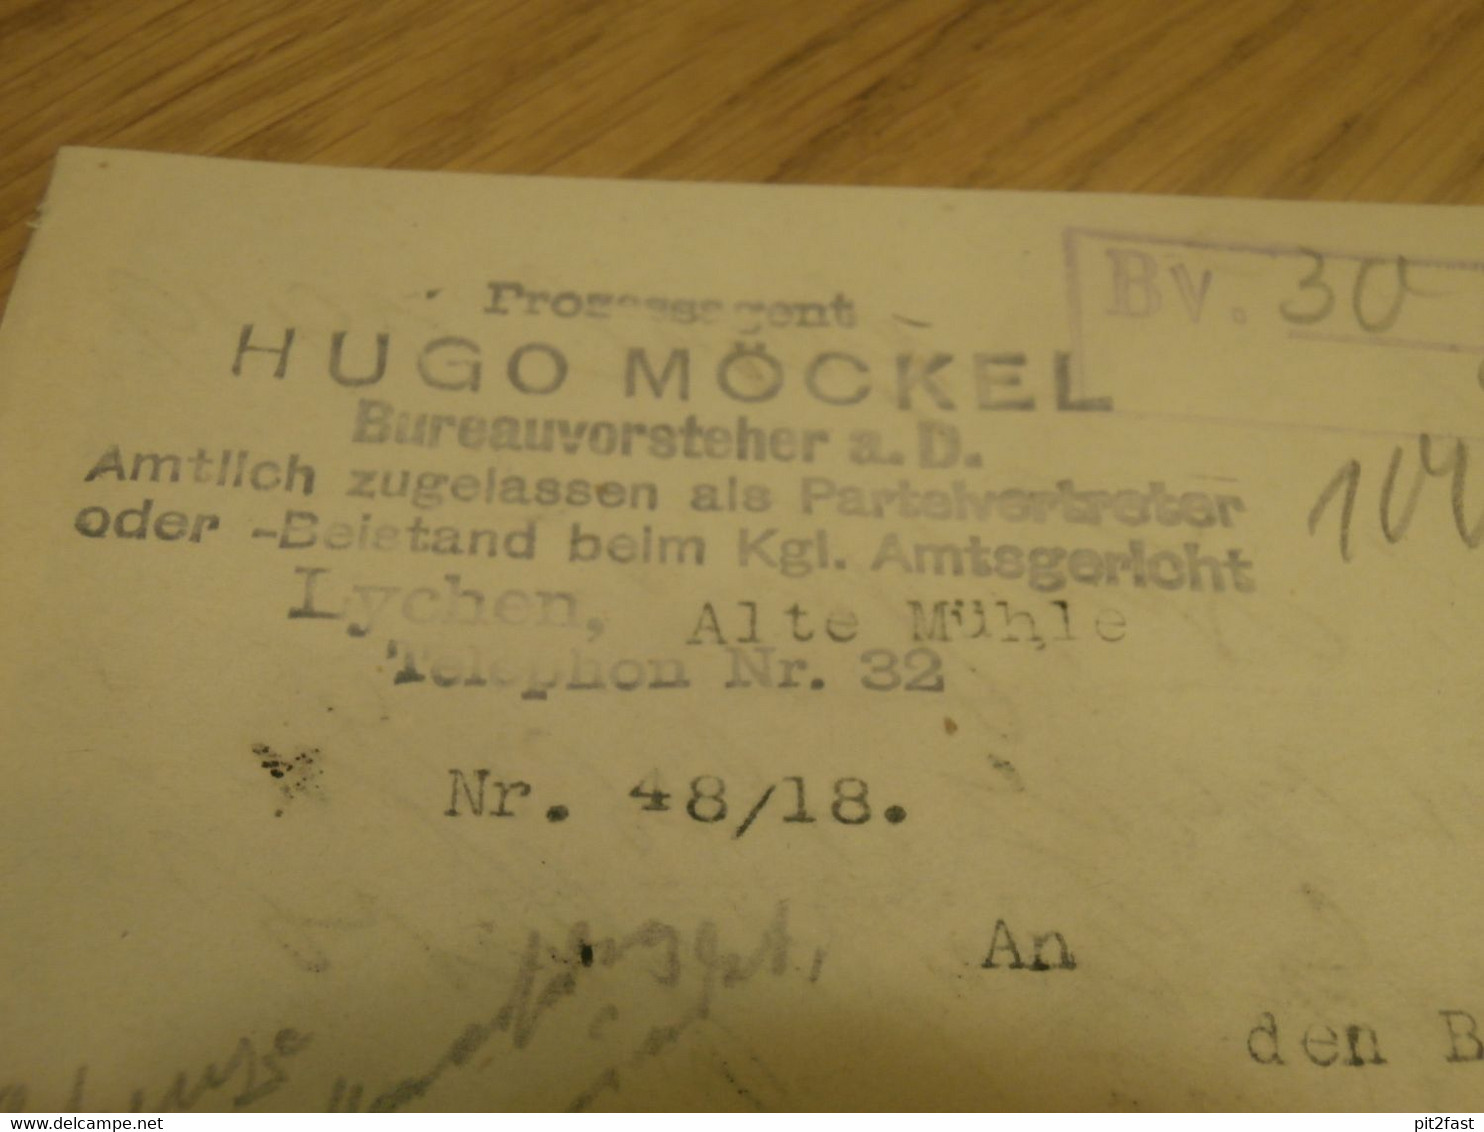 Prozessagent
HUGO MÖCKEL
Bureauvorsteher a. D.
Amtlich zugelassen als Parteivertreter
oder -Beistand beim Kgl. Amtsgericht
Lychen, Alte Mühle
Telephon Nr. 32
Bv. 30
Nr. 48/18.
An
den B
www.delcampe.net
pit2fast